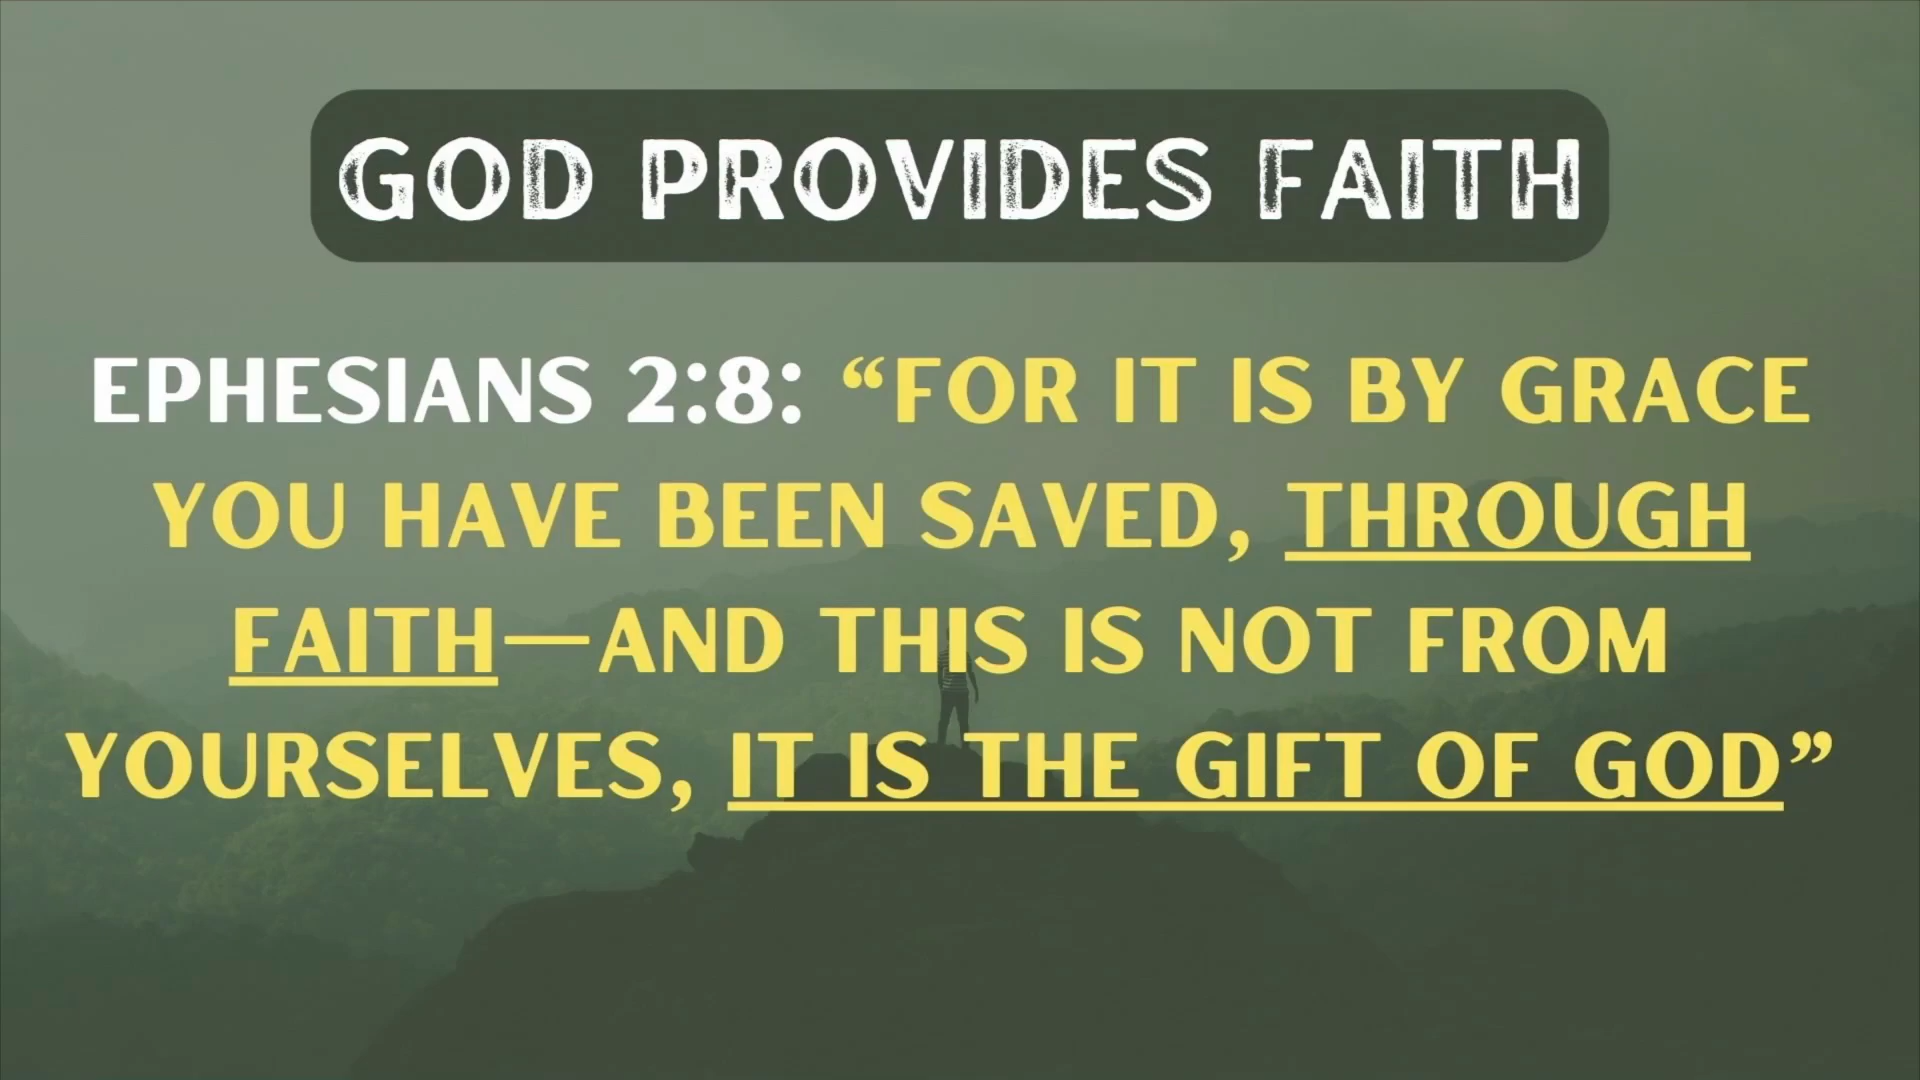 GOD PROVIDES FAITH
EPHESIANS 2:8: “FOR IT IS BY GRACE
YOU HAVE BEEN SAVED, THROUGH
FAITH—AND THIS IS NOT FROM
YOURSELVES, IT IS THE GIFT OF GOD”